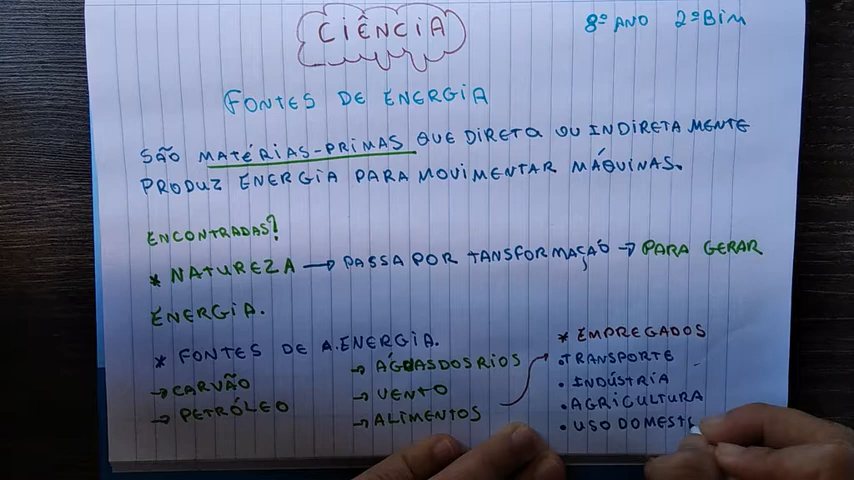 CIÊNCIA
8º ANO 2º BIM
FONTES DE ENERGIA
SÃO MATÉRIAS-PRIMAS QUE DIRETA OU INDIRETAMENTE
PRODUZ ENERGIA PARA MOVIMENTAR MÁQUINAS.
ENCONTRADAS?
* NATUREZA → PASSA POR TANSFORMAÇAÕ → PARA GERAR
ENERGIA.
* FONTES DE A.ENERGIA.
→ CARVÃO
→ PETRÓLEO
→ ÁGUAS DOS RIOS
→ VENTO
→ ALIMENTOS
* EMPREGADOS
• TRANSPORTE
• INDÚSTRIA
• AGRICULTURA
• USO DOMEST